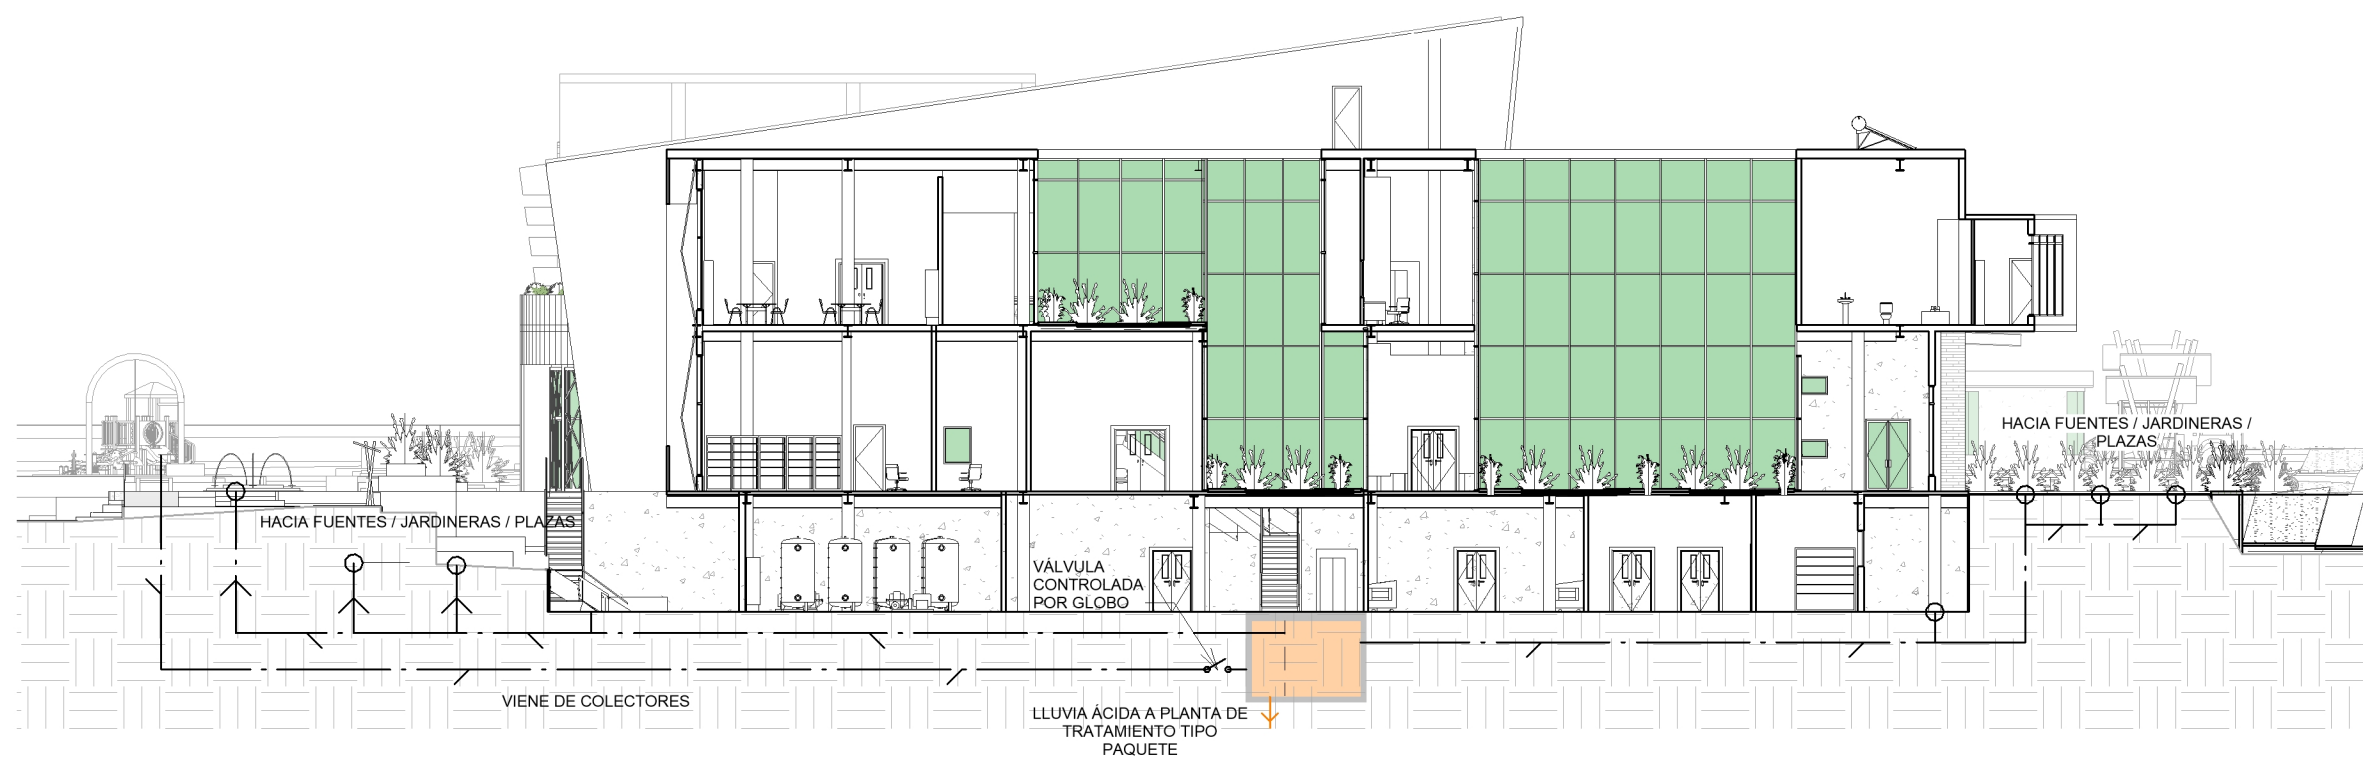 HACIA FUENTES / JARDINERAS /
PLAZAS
HACIA FUENTES / JARDINERAS / PLAZAS
VÁLVULA
CONTROLADA
POR GLOBO
VIENE DE COLECTORES
LLUVIA ÁCIDA A PLANTA DE
TRATAMIENTO TIPO
PAQUETE